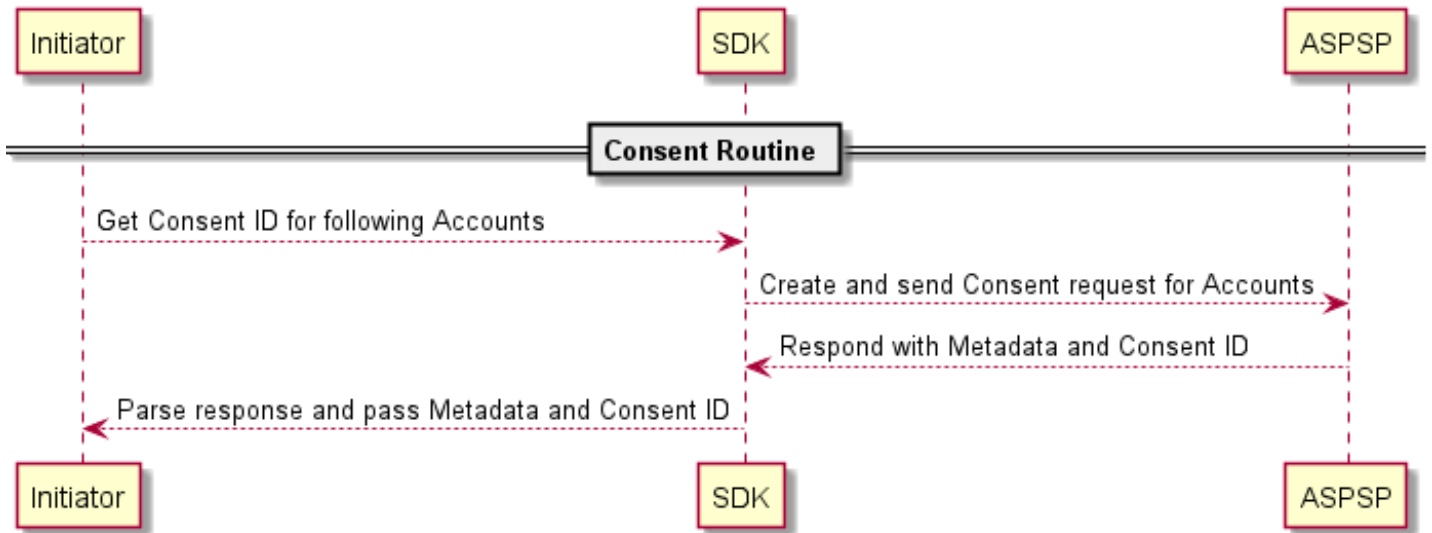 Initiator
SDK
ASPSP
Consent Routine
Get Consent ID for following Accounts
Create and send Consent request for Accounts
Respond with Metadata and Consent ID
Parse response and pass Metadata and Consent ID
Initiator
SDK
ASPSP